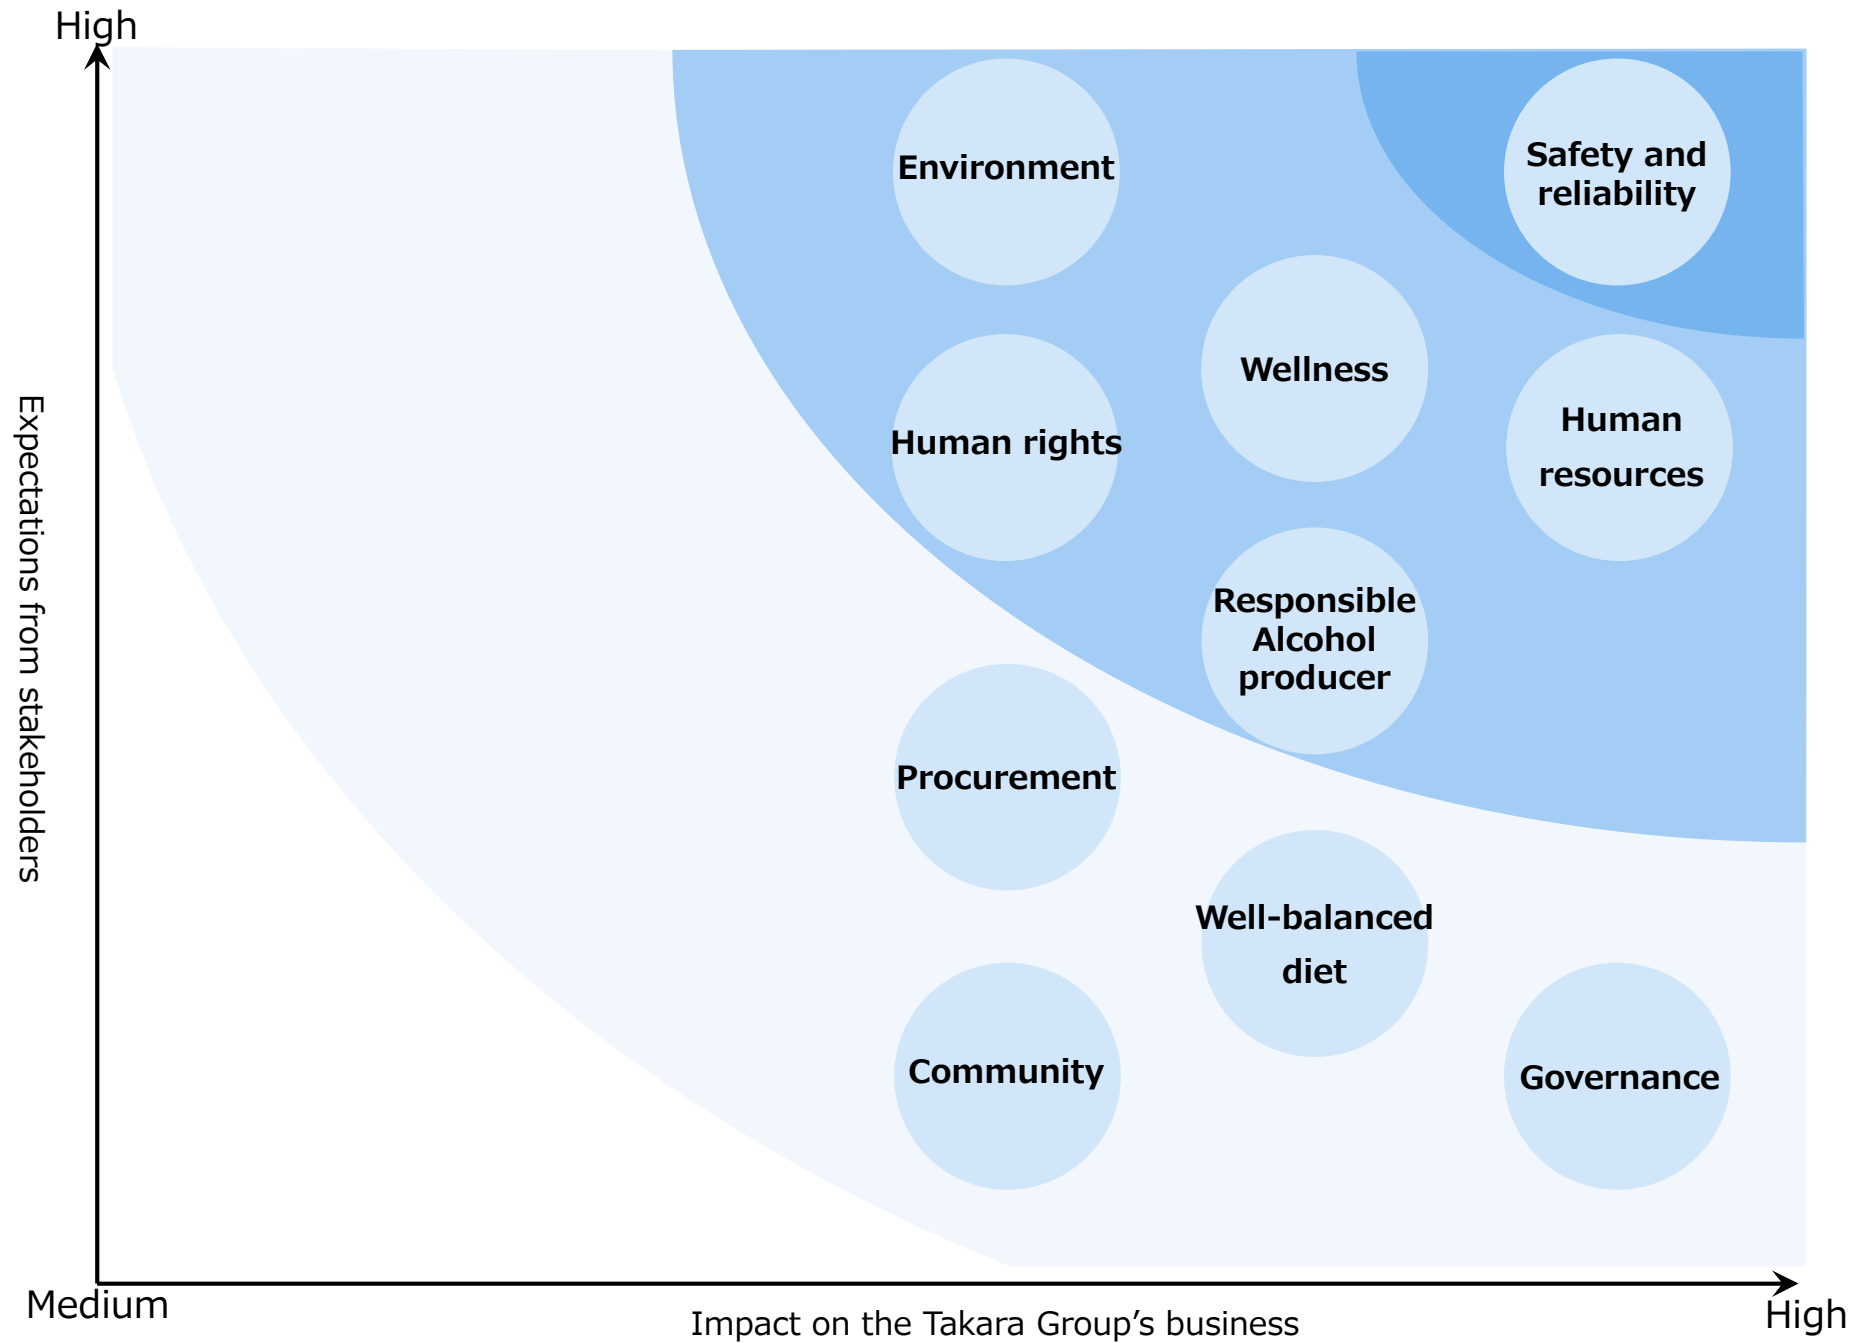 High
Environment
Safety and
reliability
Wellness
Human rights
Human
resources
Expectations from stakeholders
Responsible
Alcohol
producer
Procurement
Well-balanced
diet
Community
Governance
Medium
Impact on the Takara Group’s business
High